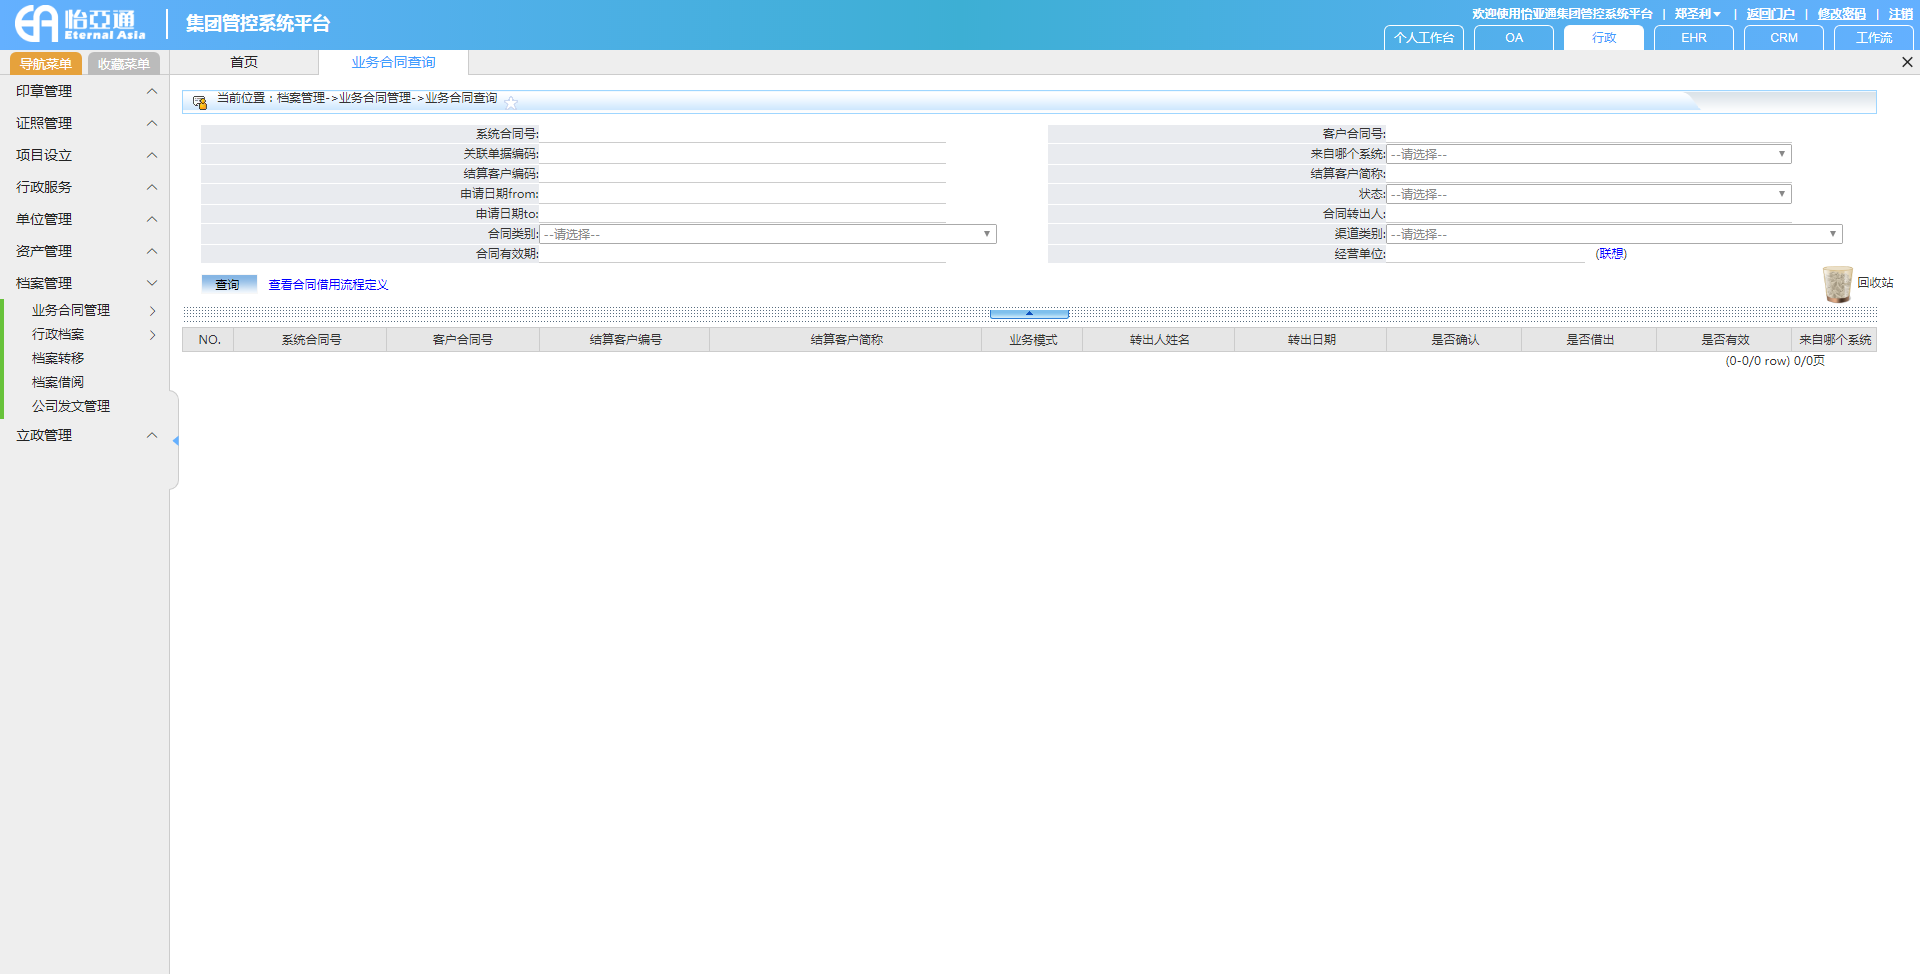 怡亞通
Eternal Asia
集团管控系统平台
欢迎使用怡亚通集团管控系统平台 | 郑圣利 | 返回门户 | 修改密码 | 注销
个人工作台 OA 行政 EHR CRM 工作流
导航菜单 收藏菜单
首页 业务合同查询
印章管理
证照管理
项目设立
行政服务
单位管理
资产管理
档案管理
业务合同管理
行政档案
档案转移
档案借阅
公司发文管理
立政管理
当前位置：档案管理->业务合同管理->业务合同查询
系统合同号: 客户合同号:
关联单据编码: 来自哪个系统: --请选择--
结算客户编码: 结算客户简称:
申请日期from: 状态: --请选择--
申请日期to: 合同转出人:
合同类别: --请选择-- 渠道类别: --请选择--
合同有效期: 经营单位: (联想)
查询 查看合同借用流程定义 回收站
NO. 系统合同号 客户合同号 结算客户编号 结算客户简称 业务模式 转出人姓名 转出日期 是否确认 是否借出 是否有效 来自哪个系统
(0-0/0 row) 0/0页